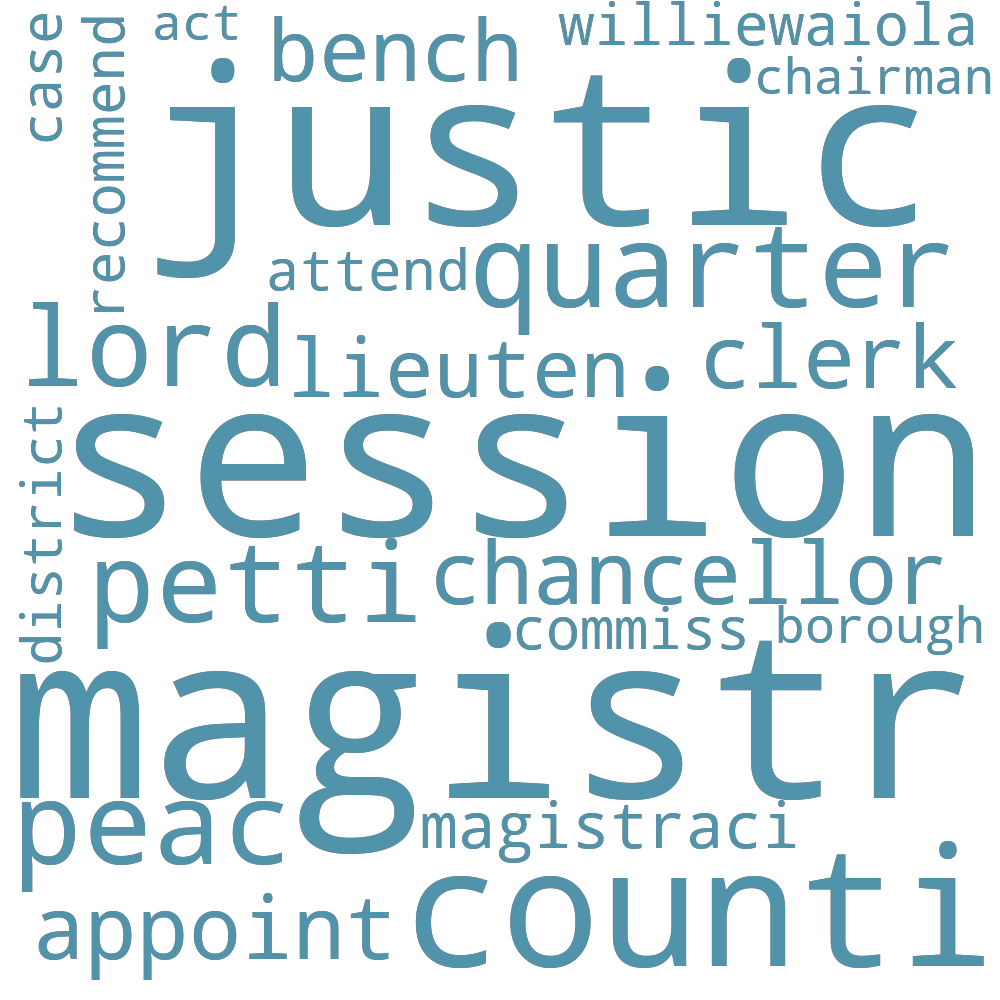 act
williewaiola
bench
chairman
case
recommend
justic
attend
quarter
lord
lieuten
clerk
session
district
petti
chancellor
commiss
borough
magistr
peac
magistraci
appoint
counti